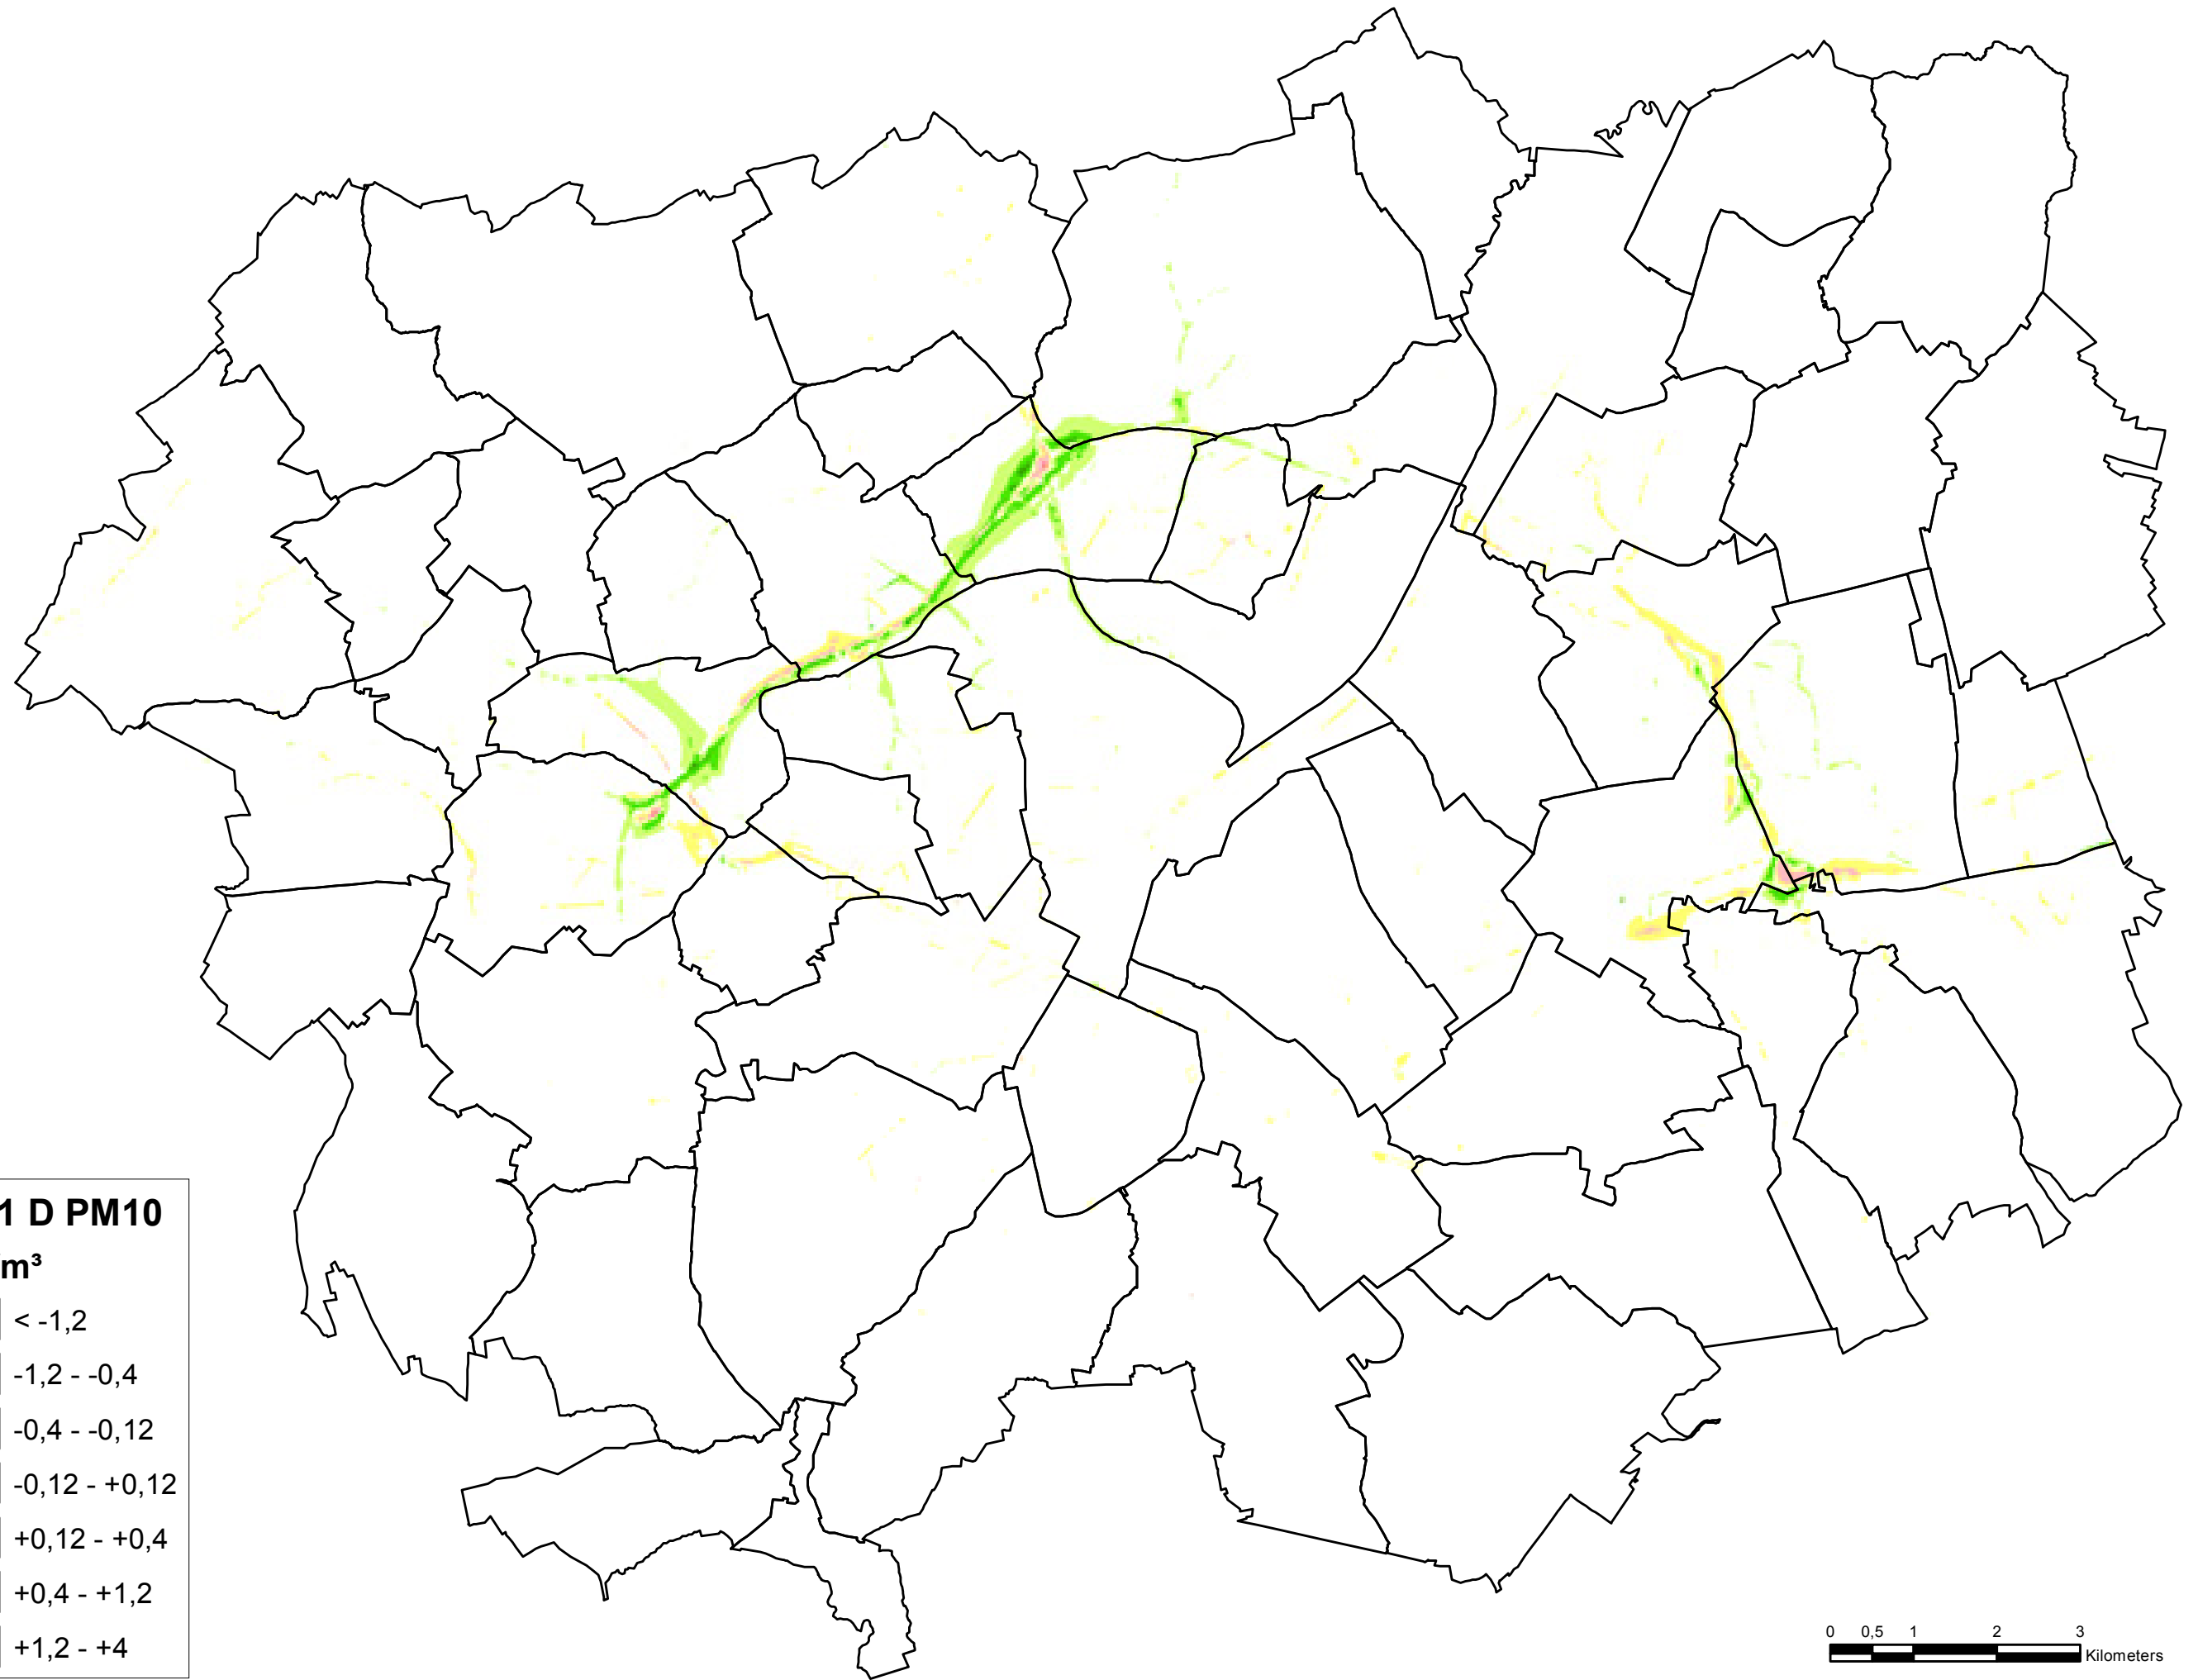 1 D PM10
m³
< -1,2
-1,2 - -0,4
-0,4 - -0,12
-0,12 - +0,12
+0,12 - +0,4
+0,4 - +1,2
+1,2 - +4
0 0,5 1 2 3
Kilometers